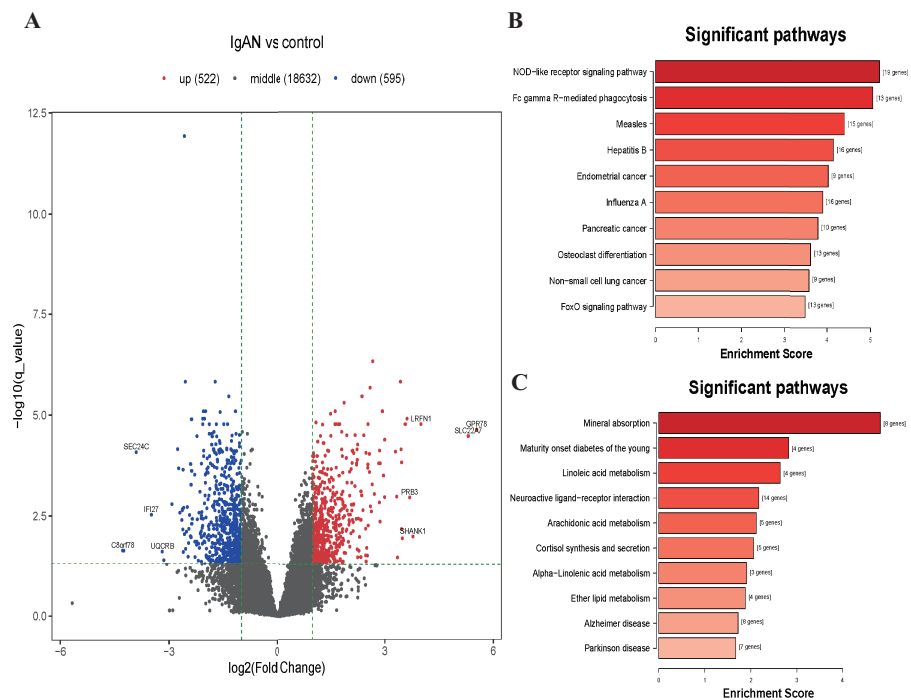 A
IgAN vs control
up (522) middle (18632) down (595)
12.5
10.0
7.5
5.0
2.5
0.0
−log10(q_value)
LRFN1
GPR78
SLC22A7
SEC24C
PRB3
IFI27
SHANK1
C8orf78
UQCRB
−6 −3 0 3 6
log2(Fold Change)
B
Significant pathways
NOD−like receptor signaling pathway [19 genes]
Fc gamma R−mediated phagocytosis [13 genes]
Measles [15 genes]
Hepatitis B [16 genes]
Endometrial cancer [9 genes]
Influenza A [16 genes]
Pancreatic cancer [10 genes]
Osteoclast differentiation [13 genes]
Non−small cell lung cancer [9 genes]
FoxO signaling pathway [13 genes]
0 1 2 3 4 5
Enrichment Score
C
Significant pathways
Mineral absorption [8 genes]
Maturity onset diabetes of the young [4 genes]
Linoleic acid metabolism [4 genes]
Neuroactive ligand−receptor interaction [14 genes]
Arachidonic acid metabolism [5 genes]
Cortisol synthesis and secretion [5 genes]
Alpha−Linolenic acid metabolism [3 genes]
Ether lipid metabolism [4 genes]
Alzheimer disease [8 genes]
Parkinson disease [7 genes]
0 1 2 3 4
Enrichment Score